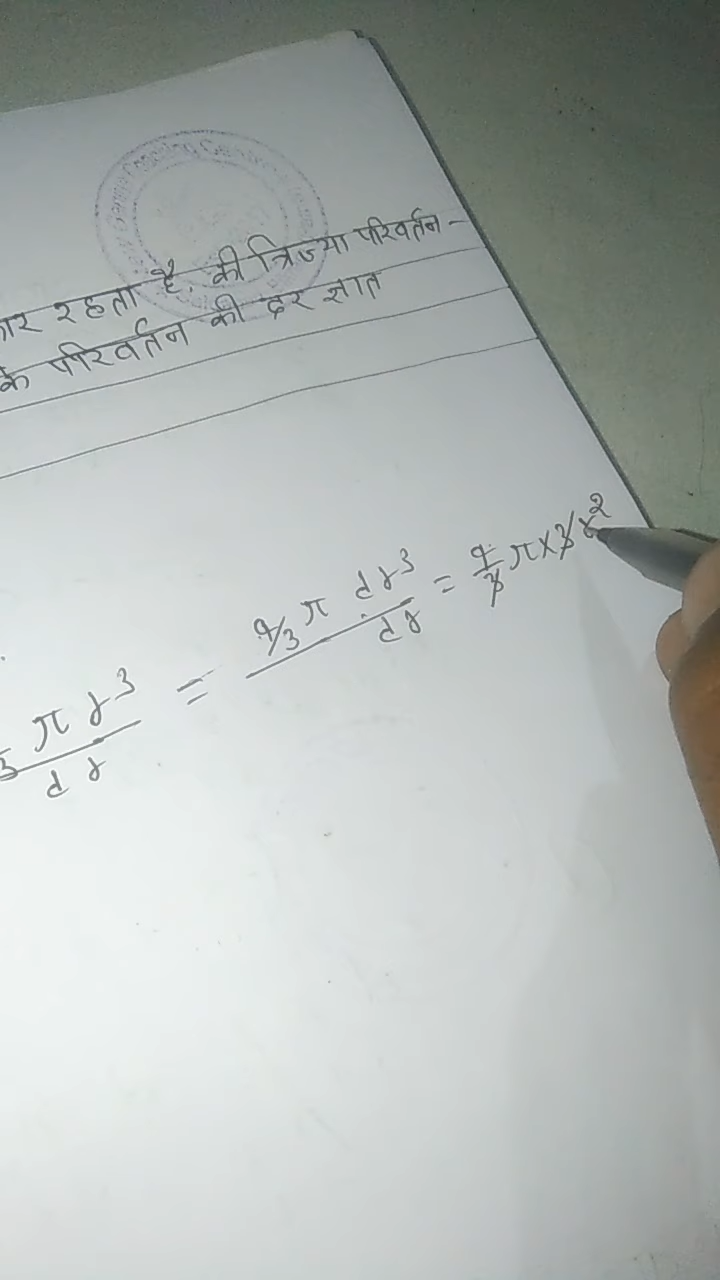 रहता है, की त्रिज्या परिवर्तन -
के परिवर्तन की दर ज्ञात
π r³ / dr = 4/3 π dr³ / dr = 4/3 π × 3 r²